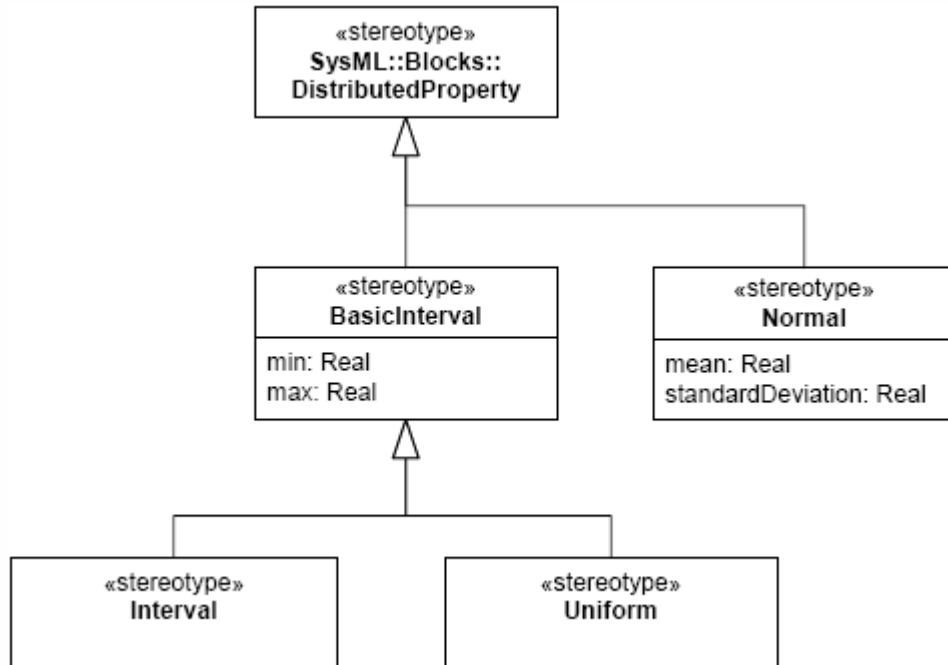 «stereotype»
SysML::Blocks::
DistributedProperty
«stereotype»
BasicInterval
min: Real
max: Real
«stereotype»
Normal
mean: Real
standardDeviation: Real
«stereotype»
Interval
«stereotype»
Uniform